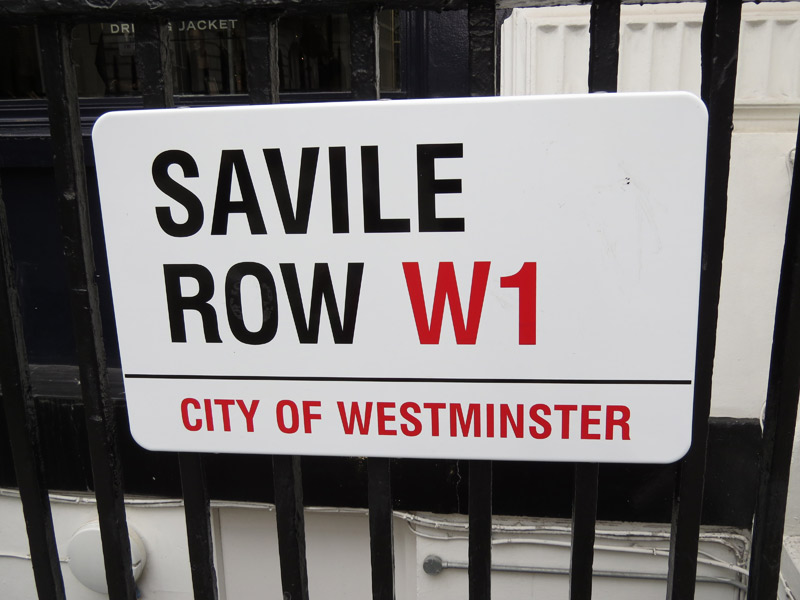 JACKET
SAVILE
ROW W1
CITY OF WESTMINSTER